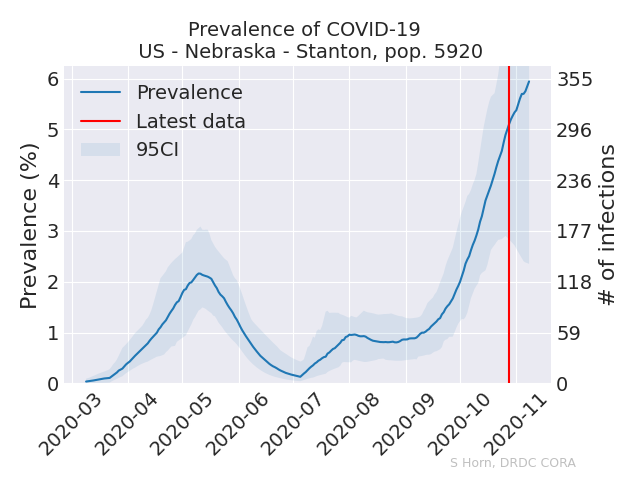 Prevalence of COVID-19
US - Nebraska - Stanton, pop. 5920
Prevalence
Latest data
95CI
Prevalence (%)
6
5
4
3
2
1
0
355
296
236
177
118
59
0
# of infections
2020-03
2020-04
2020-05
2020-06
2020-07
2020-08
2020-09
2020-10
2020-11
S Horn, DRDC CORA